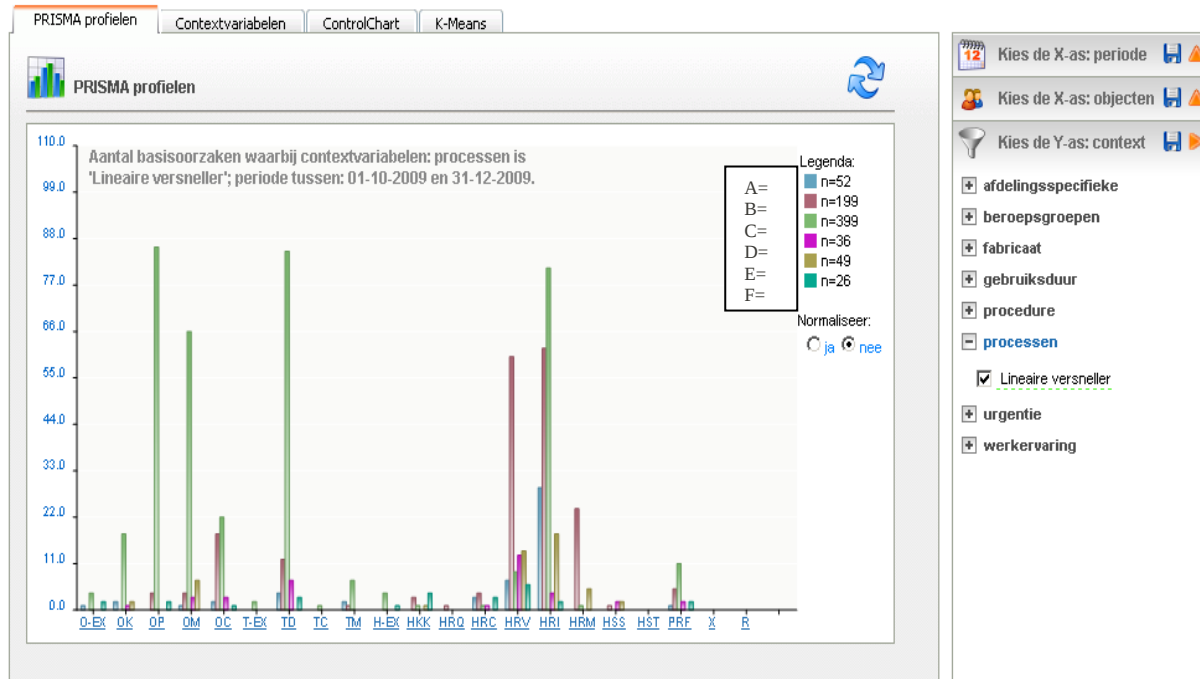 PRISMA profielen
Contextvariabelen
ControlChart
K-Means
PRISMA profielen
110.0
99.0
88.0
77.0
66.0
55.0
44.0
33.0
22.0
11.0
0.0
Aantal basisoorzaken waarbij contextvariabelen: processen is
'Lineaire versneller'; periode tussen: 01-10-2009 en 31-12-2009.
A=
B=
C=
D=
E=
F=
Legenda:
n=52
n=199
n=399
n=36
n=49
n=26
Normaliseer:
ja nee
O-EX OK OP OM OC T-EX TD TC TM H-EX HKK HRQ HRC HRV HRI HRM HSS HST PRF X R
12
Kies de X-as: periode
Kies de X-as: objecten
Kies de Y-as: context
afdelingsspecifieke
beroepsgroepen
fabricaat
gebruiksduur
procedure
processen
Lineaire versneller
urgentie
werkervaring